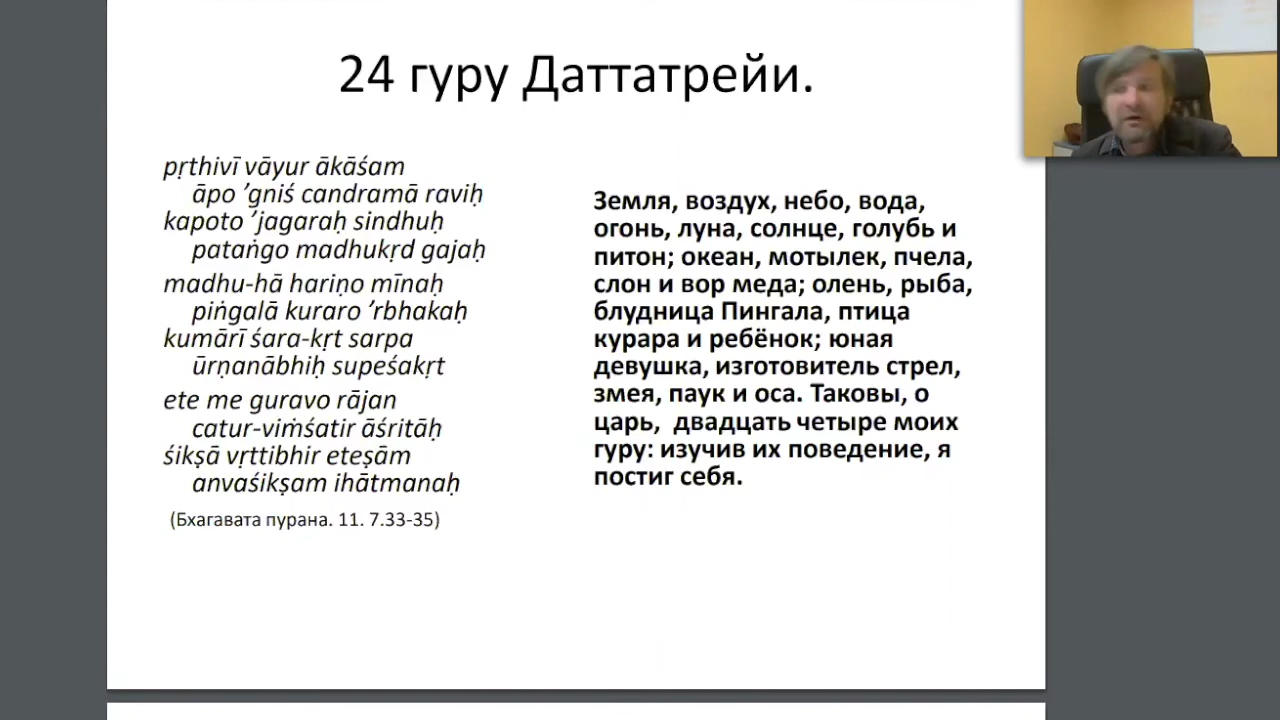 24 гуру Даттатрейи.
pṛthivī vāyur ākāśam
āpo ’gniś candramā raviḥ
kapoto ’jagaraḥ sindhuḥ
pataṅgo madhukṛd gajaḥ
madhu-hā hariṇo mīnaḥ
piṅgalā kuraro ’rbhakaḥ
kumārī śara-kṛt sarpa
ūrṇanābhiḥ supeśakṛt
ete me guravo rājan
catur-viṁśatir āśritāḥ
śikṣā vṛttibhir eteṣām
anvaśikṣam ihātmanaḥ
(Бхагавата пурана. 11. 7.33-35)
Земля, воздух, небо, вода,
огонь, луна, солнце, голубь и
питон; океан, мотылек, пчела,
слон и вор меда; олень, рыба,
блудница Пингала, птица
курара и ребёнок; юная
девушка, изготовитель стрел,
змея, паук и оса. Таковы, о
царь,  двадцать четыре моих
гуру: изучив их поведение, я
постиг себя.